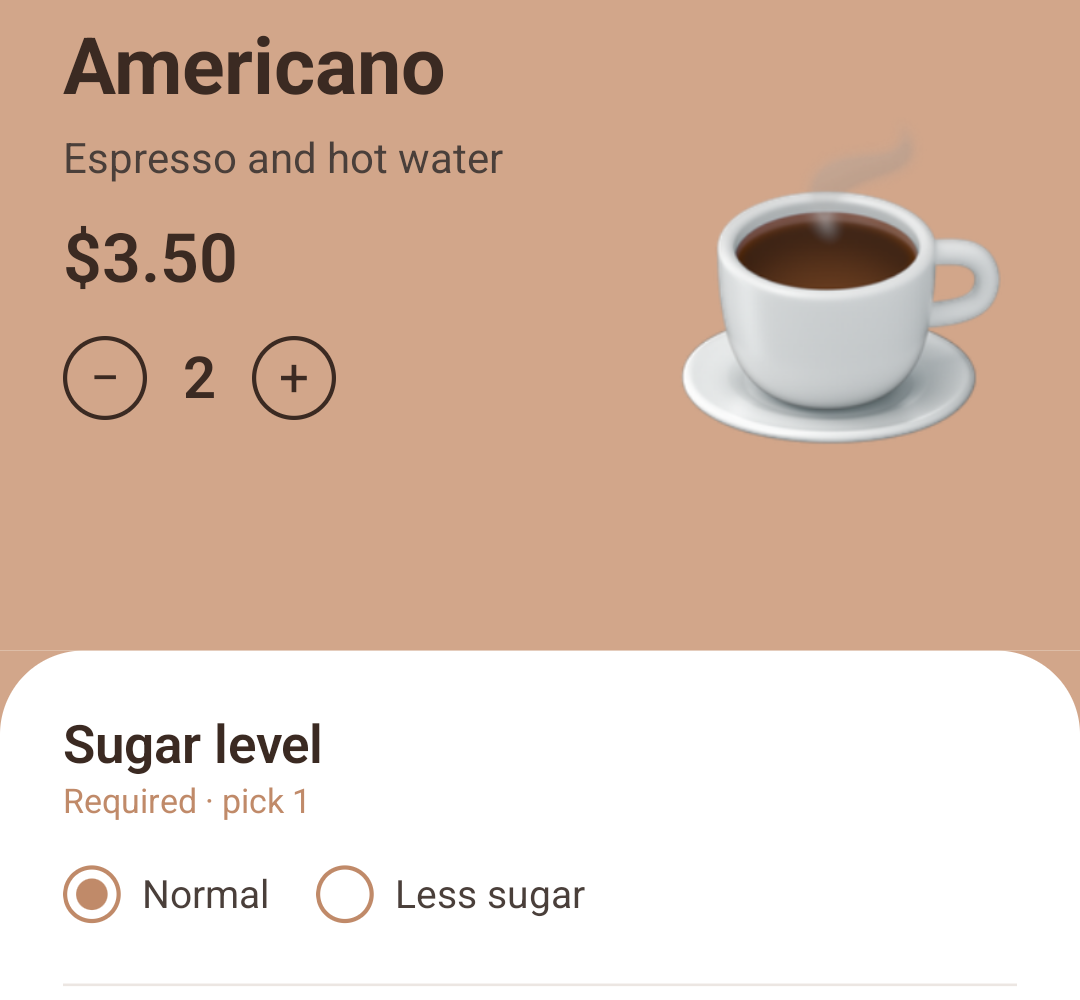 Americano
Espresso and hot water
$3.50
− 2 +
Sugar level
Required · pick 1
Normal Less sugar